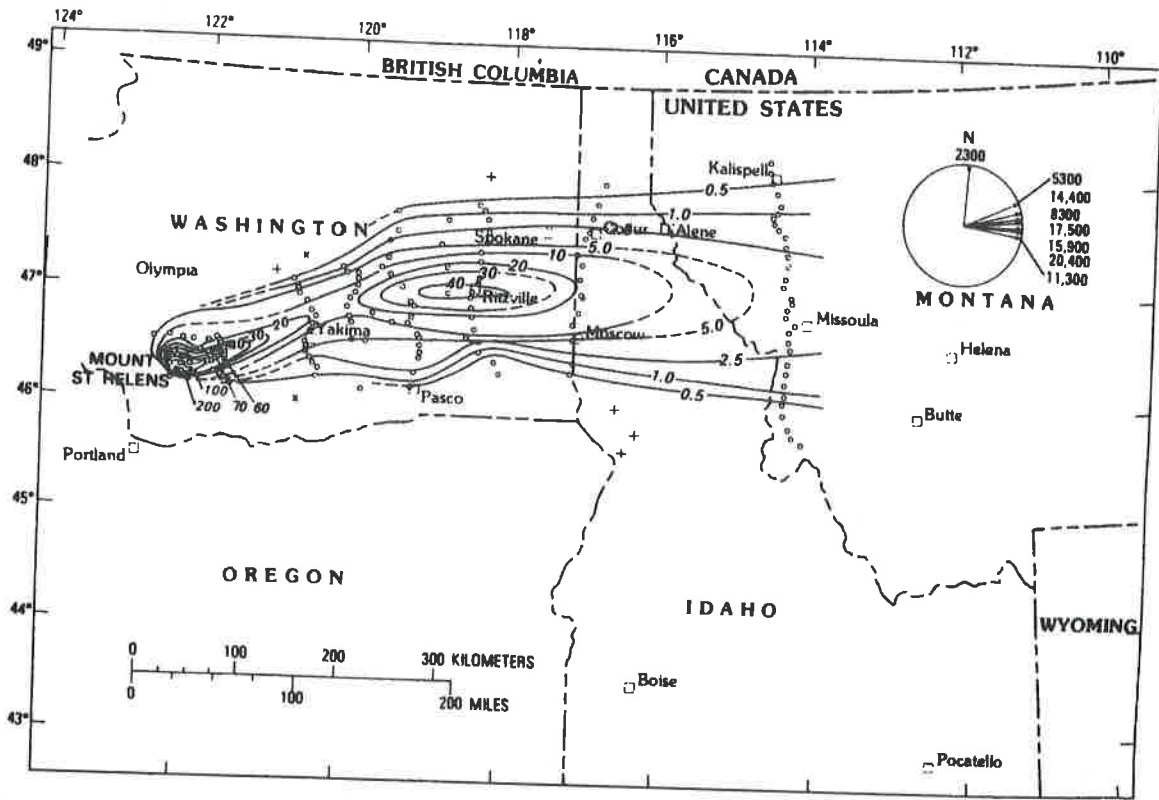 124° 122° 120° 118° 116° 114° 112° 110°
49°
BRITISH COLUMBIA CANADA
UNITED STATES
48°
Kalispell
0.5
N
2300
5300
14,400
8300
17,500
15,900
20,400
11,300
WASHINGTON
1.0
Spokane
Coeur D'Alene
10 5.0
Olympia
47°
30 20
40
Ritzville
MONTANA
20
30
Yakima
Moscow
5.0
Missoula
MOUNT
ST HELENS
2.5
Helena
46°
100
200 70 60
Pasco
1.0
0.5
Butte
Portland
45°
OREGON
44°
IDAHO
WYOMING
0 100 200 300 KILOMETERS
0 100 200 MILES
Boise
43°
Pocatello